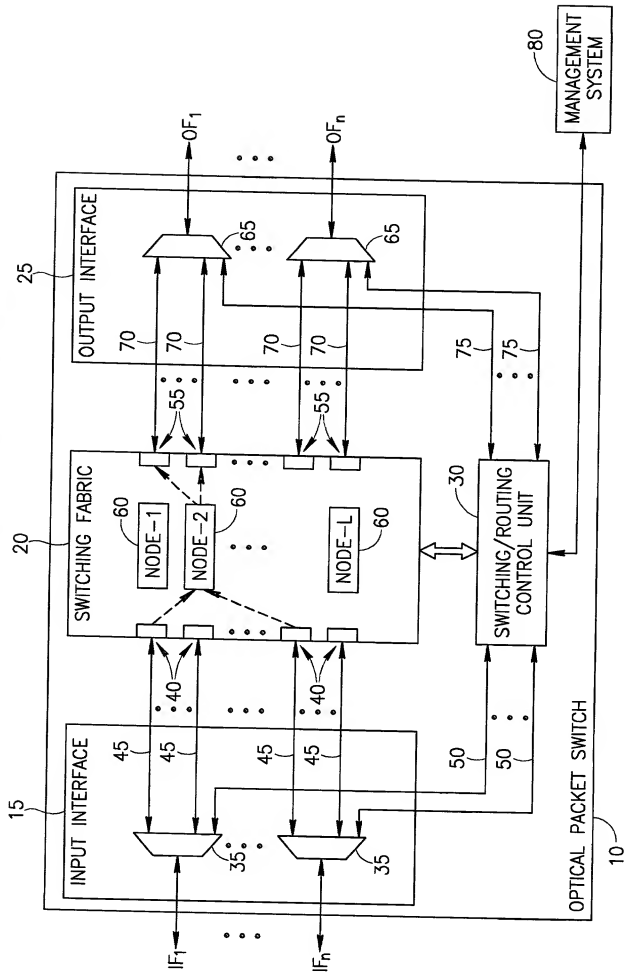 15
INPUT INTERFACE
20
SWITCHING FABRIC
25
OUTPUT INTERFACE
IF1
IFn
35
35
45
45
45
45
40
40
60
NODE-1
NODE-2
60
NODE-L
60
55
55
70
70
70
70
65
65
OF1
OFn
50
50
30
SWITCHING/ROUTING
CONTROL UNIT
75
75
80
MANAGEMENT
SYSTEM
OPTICAL PACKET SWITCH
10